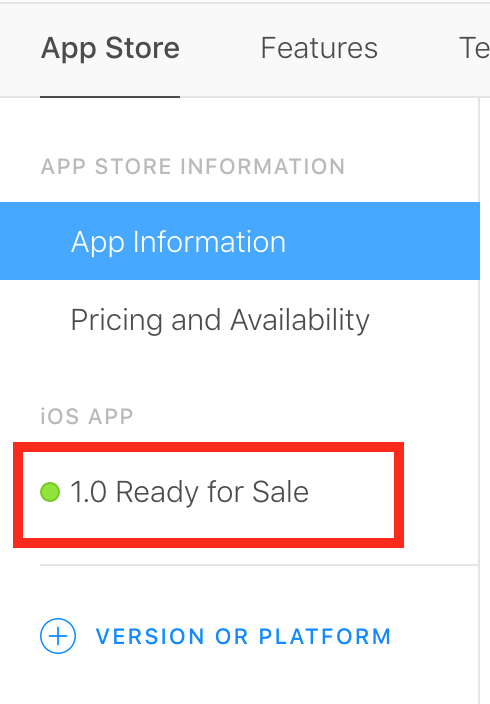 App Store Features Te
APP STORE INFORMATION
App Information
Pricing and Availability
iOS APP
1.0 Ready for Sale
VERSION OR PLATFORM